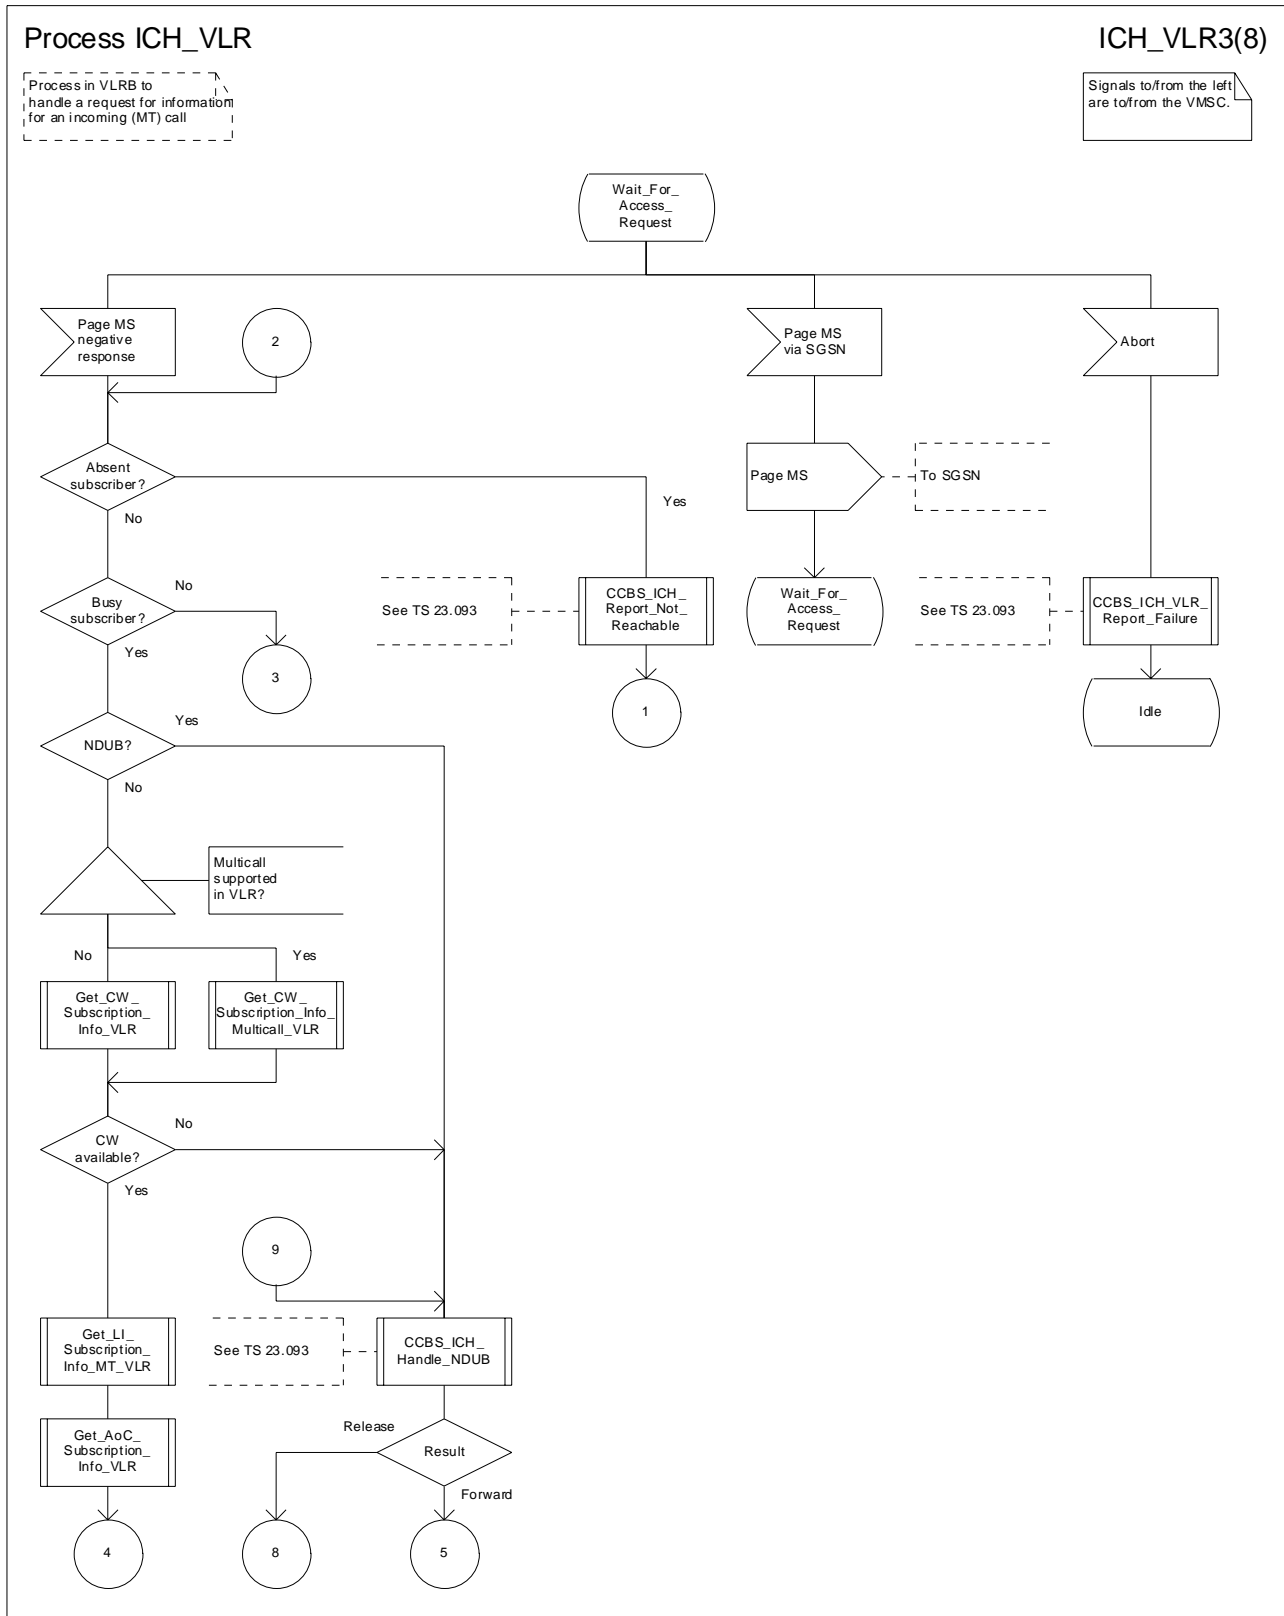 Process ICH_VLR
ICH_VLR3(8)
Process in VLRB to
handle a request for information
for an incoming (MT) call
Signals to/from the left
are to/from the VMSC.
Wait_For_
Access_
Request
Page MS
negative
response
2
Page MS
via SGSN
Abort
Absent
subscriber?
Yes
No
Page MS
To SGSN
Busy
subscriber?
No
Yes
3
See TS 23.093
CCBS_ICH_
Report_Not_
Reachable
1
Wait_For_
Access_
Request
See TS 23.093
CCBS_ICH_VLR_
Report_Failure
Idle
NDUB?
Yes
No
Multicall
supported
in VLR?
No
Yes
Get_CW_
Subscription_
Info_VLR
Get_CW_
Subscription_Info_
Multicall_VLR
CW
available?
No
Yes
9
Get_LI_
Subscription_
Info_MT_VLR
See TS 23.093
CCBS_ICH_
Handle_NDUB
Get_AoC_
Subscription_
Info_VLR
Release
Result
Forward
4
8
5